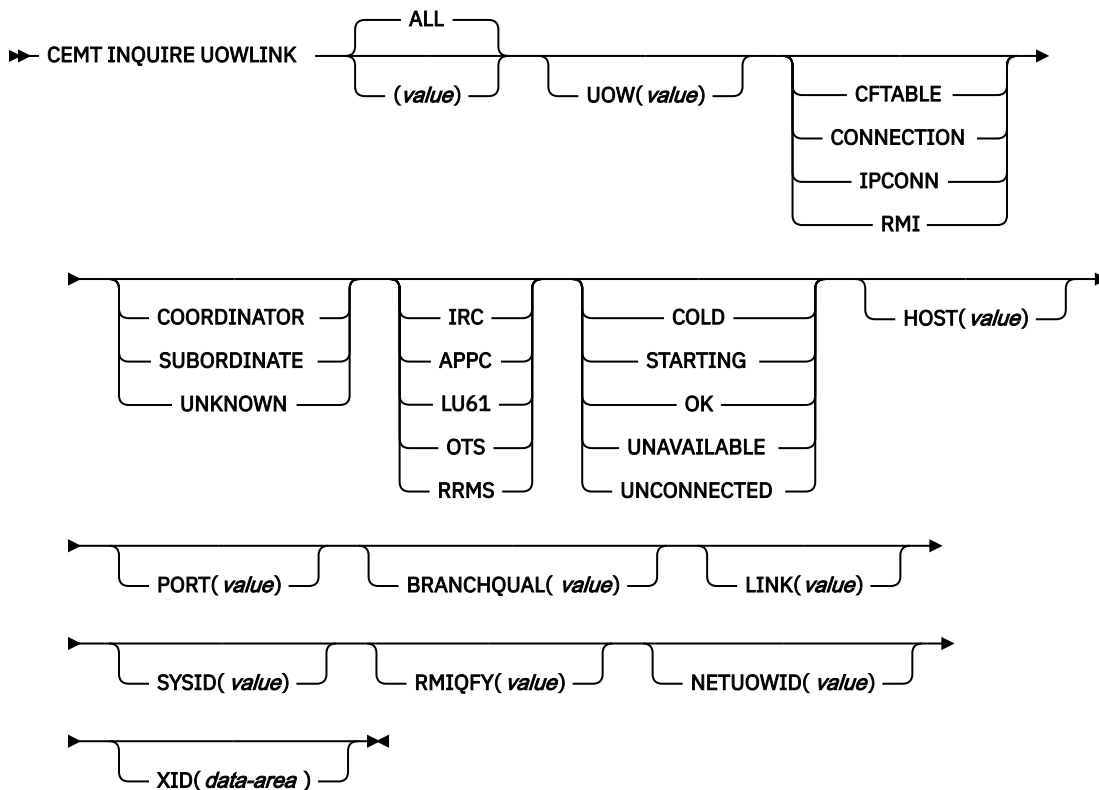 ALL
CEMT INQUIRE UOWLINK
(value)
UOW(value)
CFTABLE
CONNECTION
IPCONN
RMI
COORDINATOR
SUBORDINATE
UNKNOWN
IRC
APPC
LU61
OTS
RRMS
COLD
STARTING
OK
UNAVAILABLE
UNCONNECTED
HOST(value)
PORT(value)
BRANCHQUAL( value)
LINK(value)
SYSID( value)
RMIQFY(value)
NETUOWID( value)
XID( data-area )